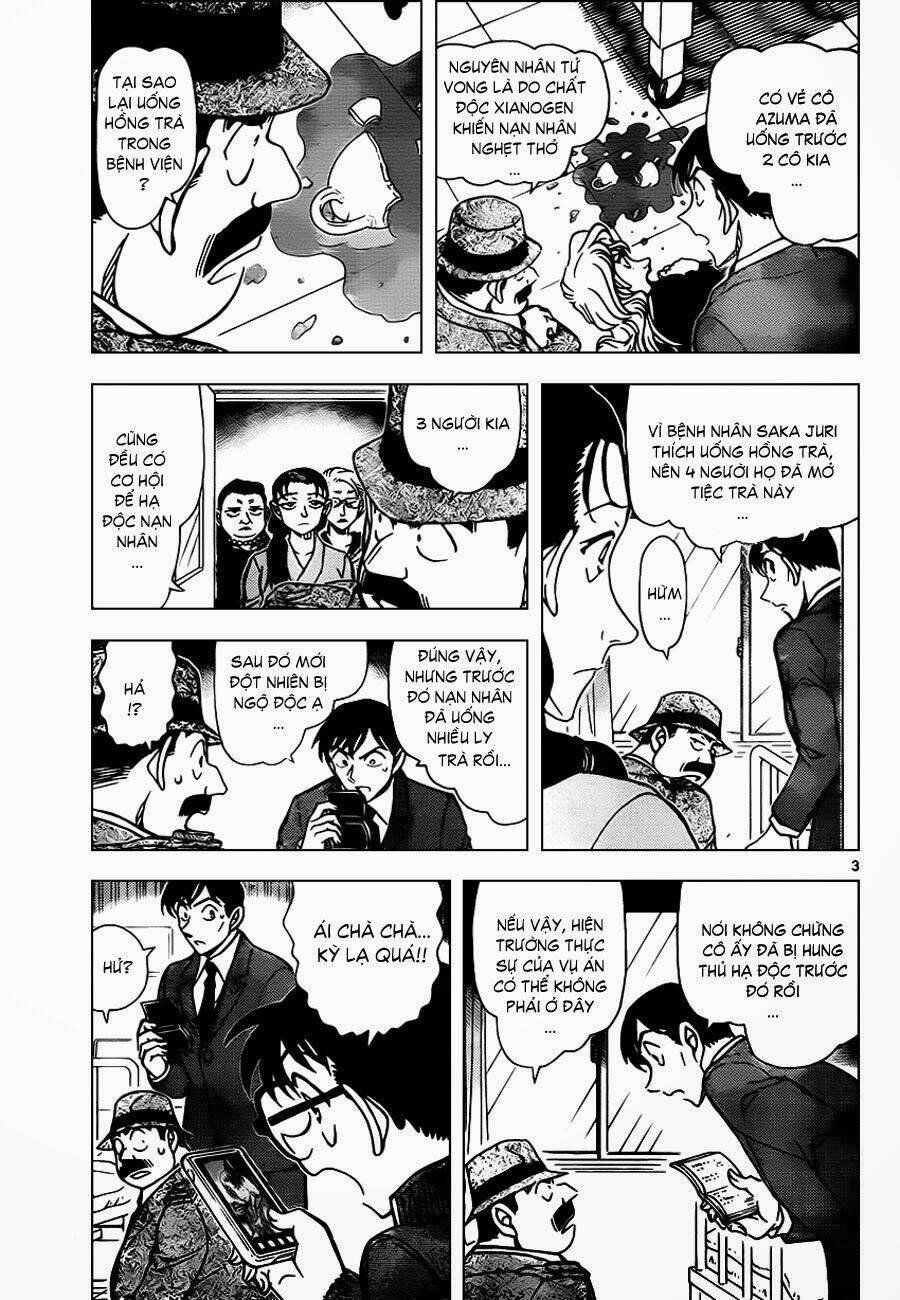 CÓ VẺ CÔ
AZUMA ĐÃ
UỐNG TRƯỚC
2 CÔ KIA
...
NGUYÊN NHÂN TỬ
VONG LÀ DO CHẤT
ĐỘC XIANOGEN
KHIẾN NẠN NHÂN
NGHẸT THỞ
...
TẠI SAO
LẠI UỐNG
HỒNG TRÀ
TRONG
BỆNH VIỆN
?
VÌ BỆNH NHÂN SAKA JURI
THÍCH UỐNG HỒNG TRÀ,
NÊN 4 NGƯỜI HỌ ĐÃ MỞ
TIỆC TRÀ NÀY
...
HỪM
...
3 NGƯỜI KIA
...
CŨNG
ĐỀU CÓ
CƠ HỘI
ĐỂ HẠ
ĐỘC NẠN
NHÂN
...
ĐÚNG VẬY,
NHƯNG TRƯỚC
ĐÓ NẠN NHÂN
ĐÃ UỐNG
NHIỀU LY
TRÀ RỒI...
SAU ĐÓ MỚI
ĐỘT NHIÊN BỊ
NGỘ ĐỘC Ạ
...
HẢ
!?
3
NÓI KHÔNG CHỪNG
CÔ ẤY ĐÃ BỊ HUNG
THỦ HẠ ĐỘC TRƯỚC
ĐÓ RỒI
NẾU VẬY, HIỆN
TRƯỜNG THỰC
SỰ CỦA VỤ ÁN
CÓ THỂ KHÔNG
PHẢI Ở ĐÂY
...
ÁI CHÀ CHÀ...
KỲ LẠ QUÁ!!
HỬ?